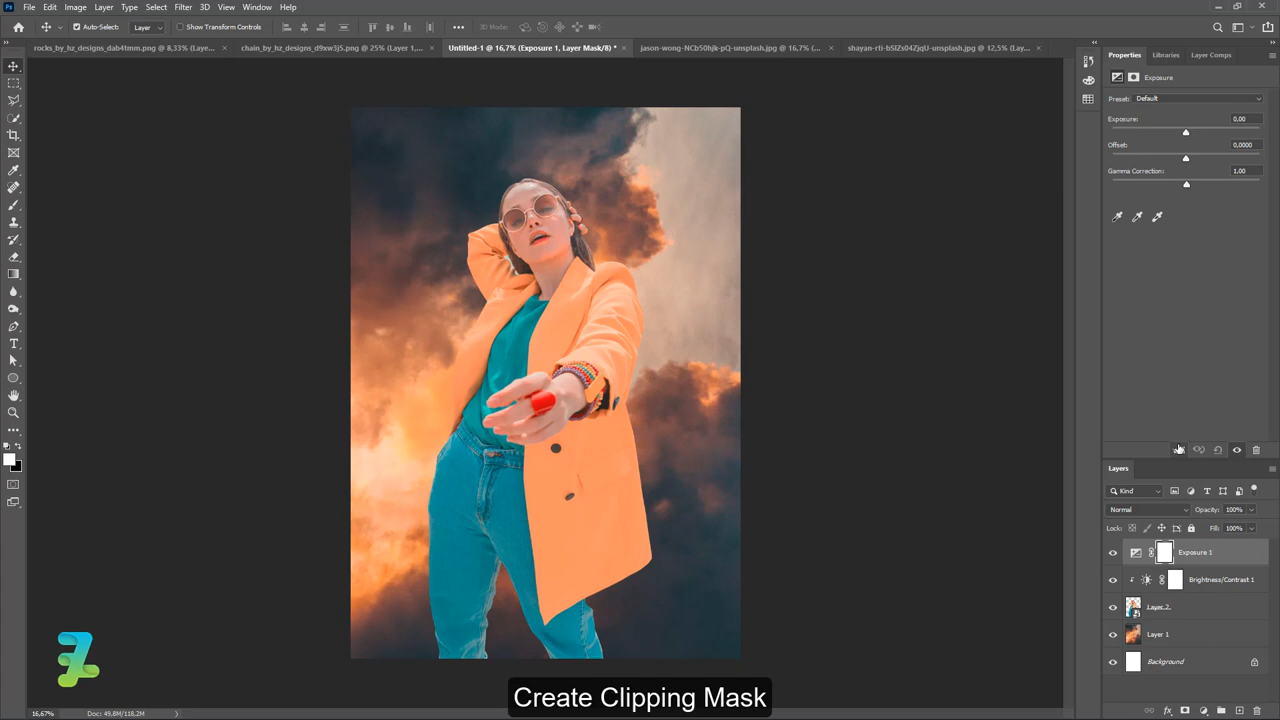 File Edit Image Layer Type Select Filter 3D View Window Help
Auto-Select: Layer Show Transform Controls 3D Mode:
rocks_by_hz_designs_dab41mm.png @ 8,33% (Laye...
chain_by_hz_designs_d9xw3j5.png @ 25% (Layer 1,...
Untitled-1 @ 16,7% (Exposure 1, Layer Mask/8) *
jason-wong-NCb50hjk-pQ-unsplash.jpg @ 16,7% (...
shayan-rti-bSlZs04ZjqU-unsplash.jpg @ 12,5% (Lay...
Properties Libraries Layer Comps
Exposure
Preset: Default
Exposure: 0,00
Offset: 0,0000
Gamma Correction: 1,00
Layers
Kind
Normal Opacity: 100%
Lock: Fill: 100%
Exposure 1
Brightness/Contrast 1
Layer 2
Layer 1
Background
Create Clipping Mask
16,67% Doc: 49,8M/118,2M